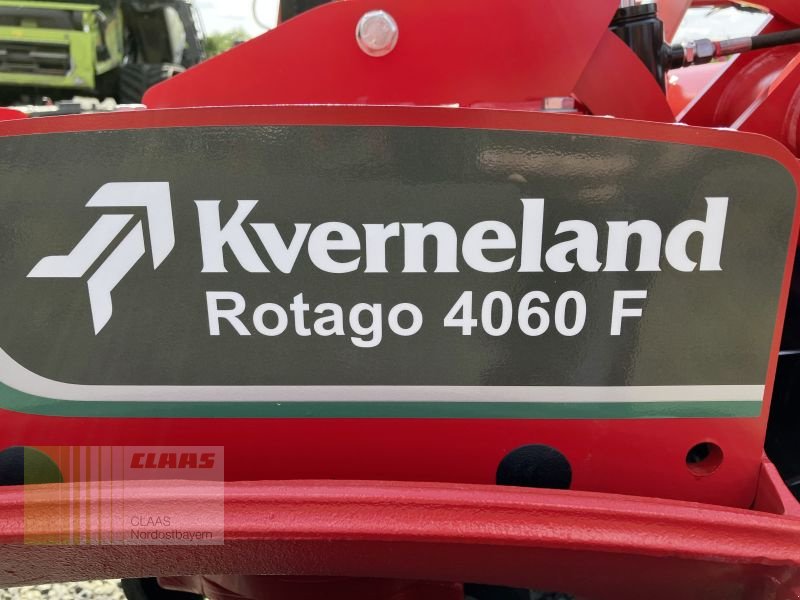 Kverneland
Rotago 4060 F
CLAAS
CLAAS
Nordostbayern